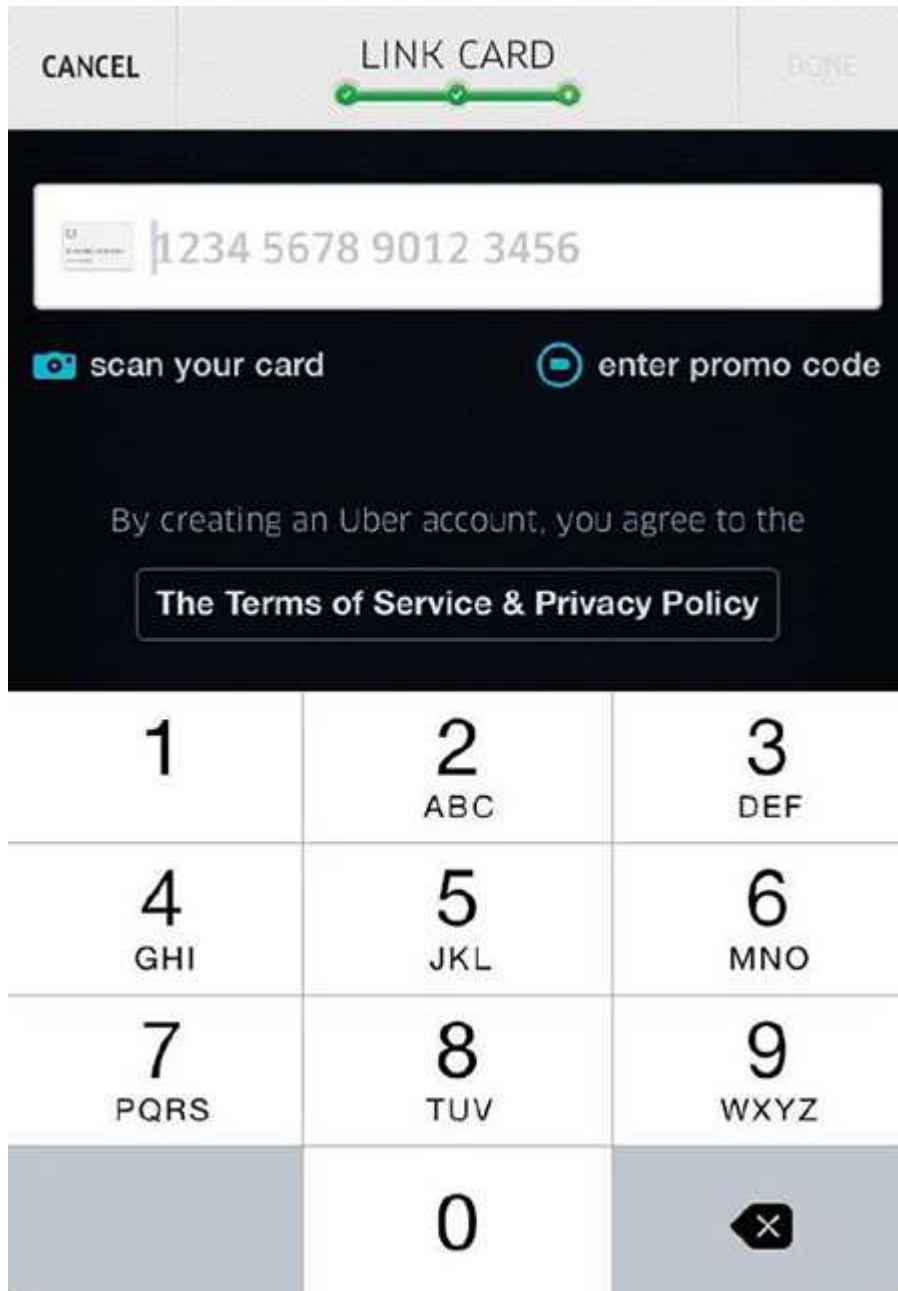 CANCEL
LINK CARD
DONE
1234 5678 9012 3456
scan your card
enter promo code
By creating an Uber account, you agree to the
The Terms of Service & Privacy Policy
1 2 3
ABC DEF
4 5 6
GHI JKL MNO
7 8 9
PQRS TUV WXYZ
0